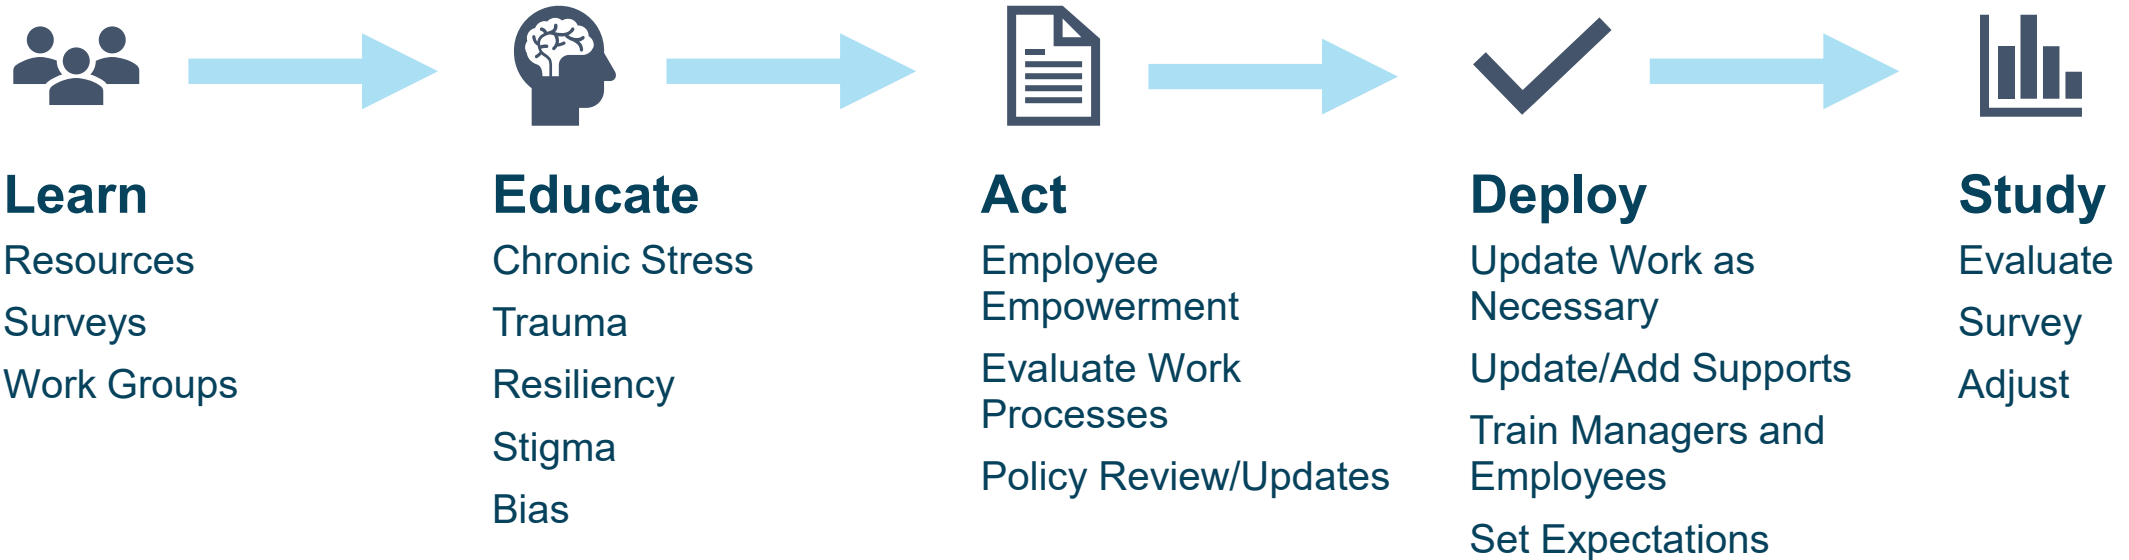 Learn
Resources
Surveys
Work Groups
Educate
Chronic Stress
Trauma
Resiliency
Stigma
Bias
Act
Employee
Empowerment
Evaluate Work
Processes
Policy Review/Updates
Deploy
Update Work as
Necessary
Update/Add Supports
Train Managers and
Employees
Set Expectations
Study
Evaluate
Survey
Adjust